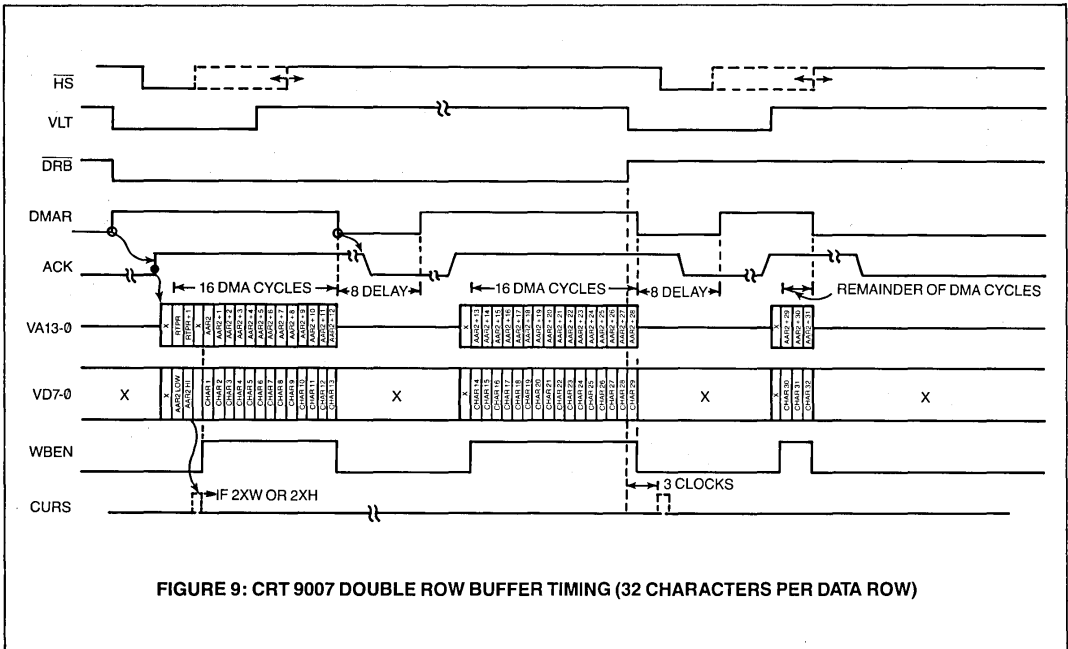 HS
VLT
DRB
DMAR
ACK
16 DMA CYCLES
8 DELAY
16 DMA CYCLES
8 DELAY
REMAINDER OF DMA CYCLES
VA13-0
X
RTPR
RTPR + 1
X
AAR2
AAR2 + 1
AAR2 + 2
AAR2 + 3
AAR2 + 4
AAR2 + 5
AAR2 + 6
AAR2 + 7
AAR2 + 8
AAR2 + 9
AAR2 + 10
AAR2 + 11
AAR2 + 12
X
AAR2 + 13
AAR2 + 14
AAR2 + 15
AAR2 + 16
AAR2 + 17
AAR2 + 18
AAR2 + 19
AAR2 + 20
AAR2 + 21
AAR2 + 22
AAR2 + 23
AAR2 + 24
AAR2 + 25
AAR2 + 26
AAR2 + 27
AAR2 + 28
X
AAR2 + 29
AAR2 + 30
AAR2 + 31
VD7-0
X
X
AAR2 LOW
AAR2 HI
CHAR 1
CHAR 2
CHAR 3
CHAR 4
CHAR 5
CHAR 6
CHAR 7
CHAR 8
CHAR 9
CHAR 10
CHAR 11
CHAR 12
CHAR 13
X
X
CHAR 14
CHAR 15
CHAR 16
CHAR 17
CHAR 18
CHAR 19
CHAR 20
CHAR 21
CHAR 22
CHAR 23
CHAR 24
CHAR 25
CHAR 26
CHAR 27
CHAR 28
CHAR 29
X
X
CHAR 30
CHAR 31
CHAR 32
X
WBEN
3 CLOCKS
CURS
IF 2XW OR 2XH
FIGURE 9: CRT 9007 DOUBLE ROW BUFFER TIMING (32 CHARACTERS PER DATA ROW)